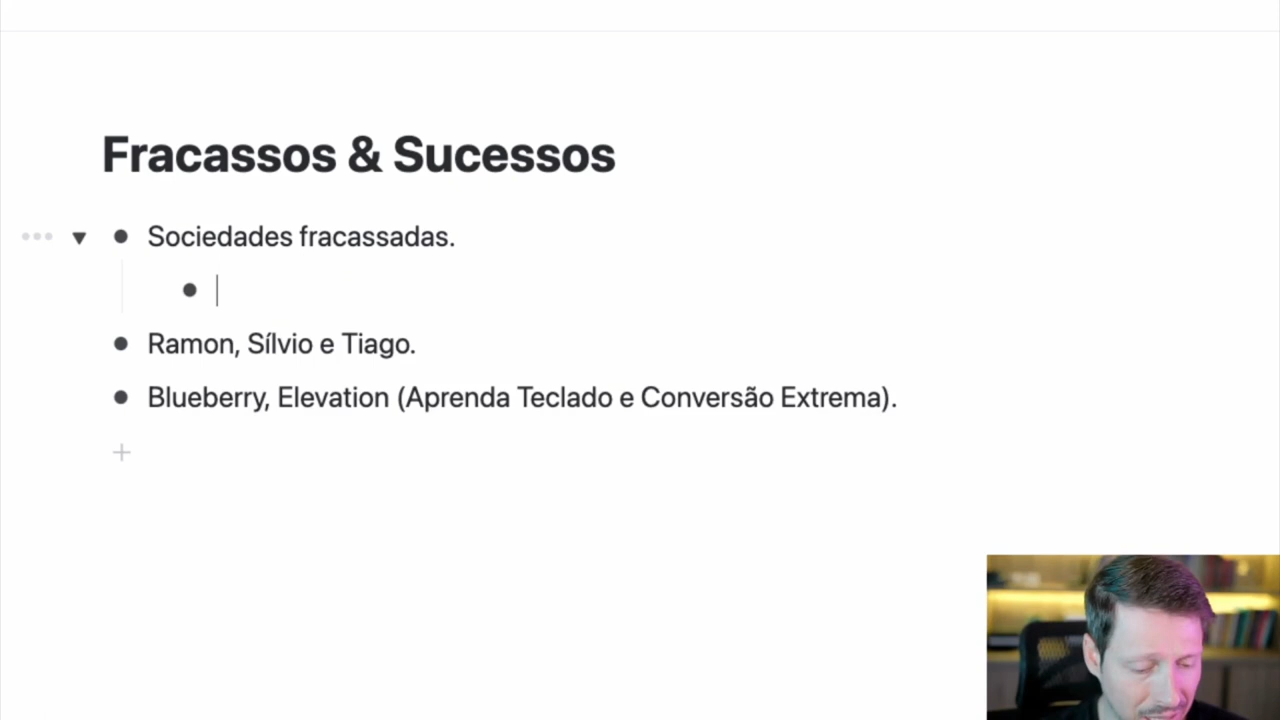 Fracassos & Sucessos
Sociedades fracassadas.
Ramon, Sílvio e Tiago.
Blueberry, Elevation (Aprenda Teclado e Conversão Extrema).